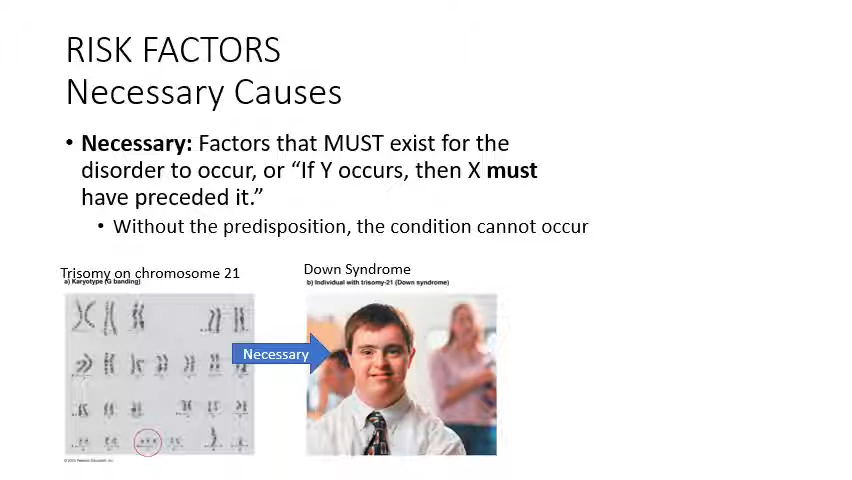 RISK FACTORS
Necessary Causes
• Necessary: Factors that MUST exist for the
disorder to occur, or “If Y occurs, then X must
have preceded it.”
• Without the predisposition, the condition cannot occur
Trisomy on chromosome 21
a) Karyotype (G banding)
Down Syndrome
b) Individual with trisomy-21 (Down syndrome)
Necessary